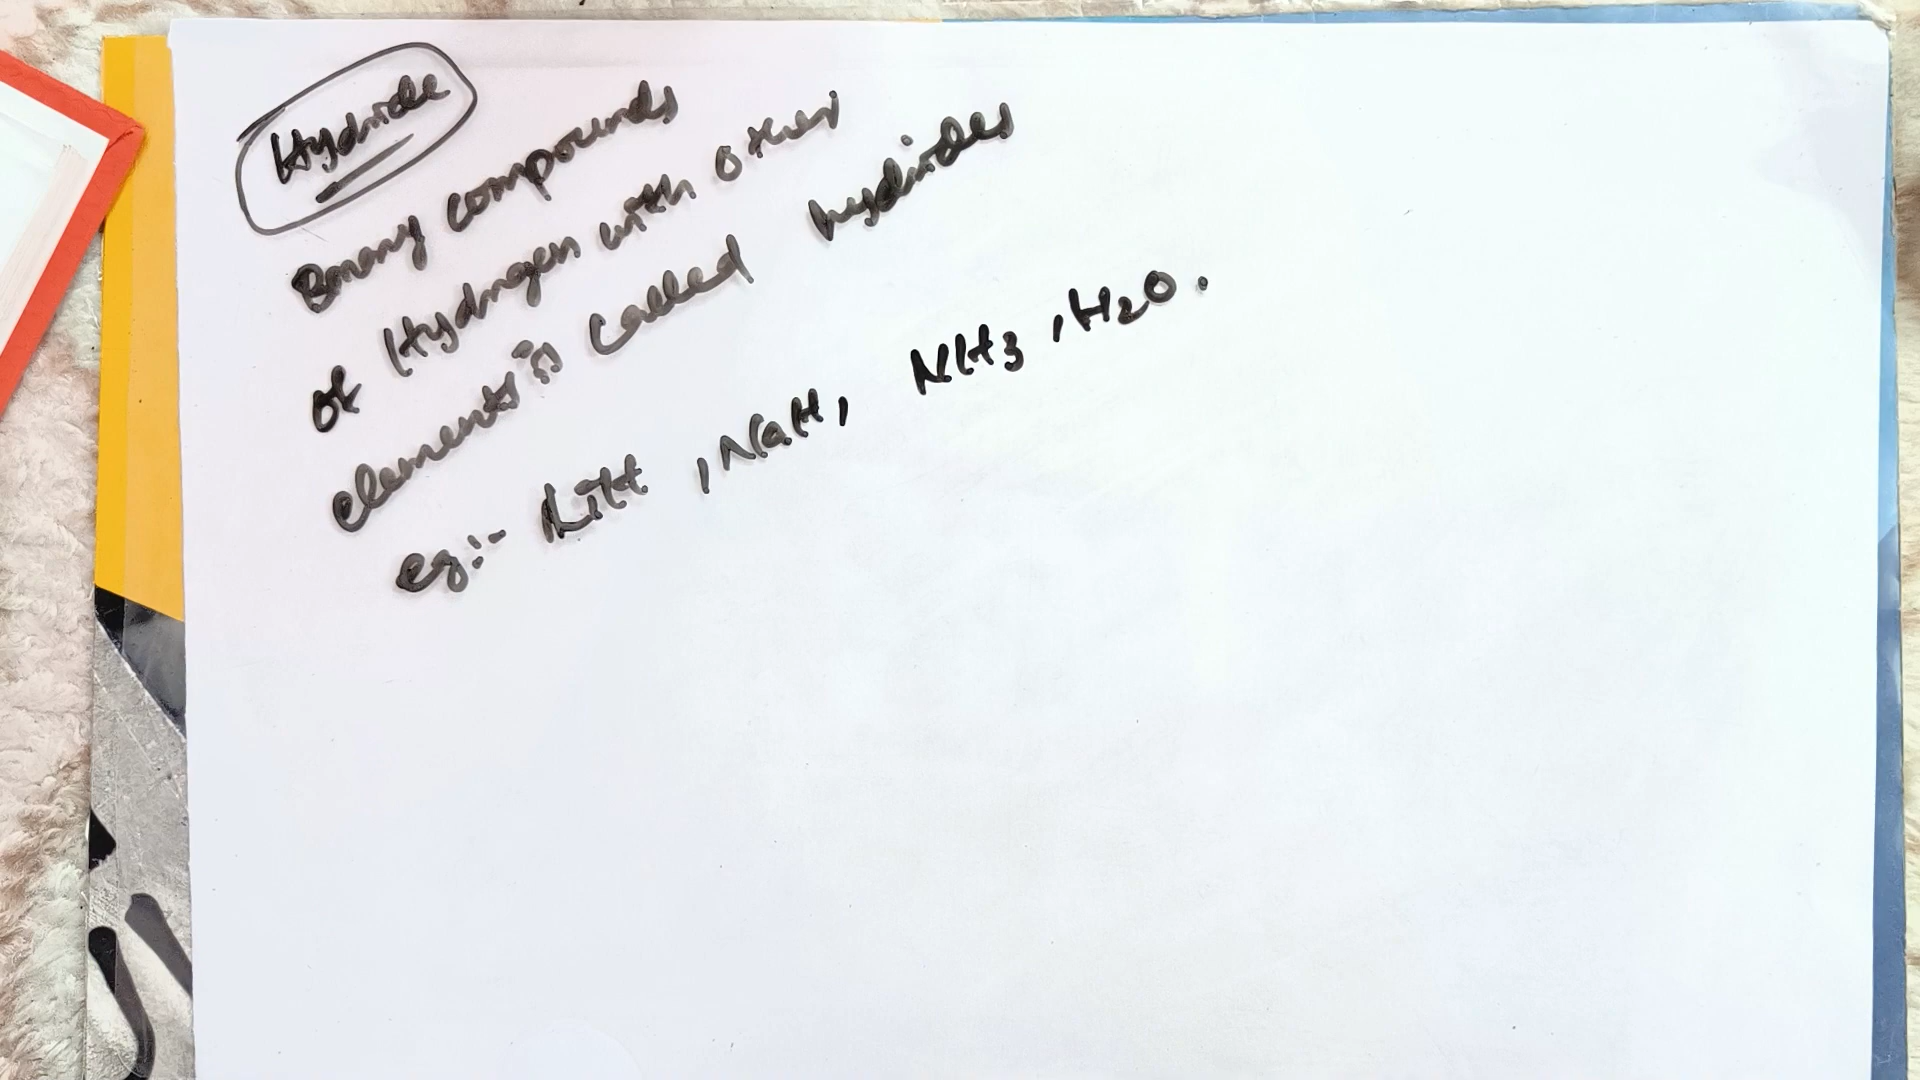 Hydride
Binary compounds
of Hydrogen with other
elements is called hydrides
eg:- LiH , NaH, NH3 , H2O.